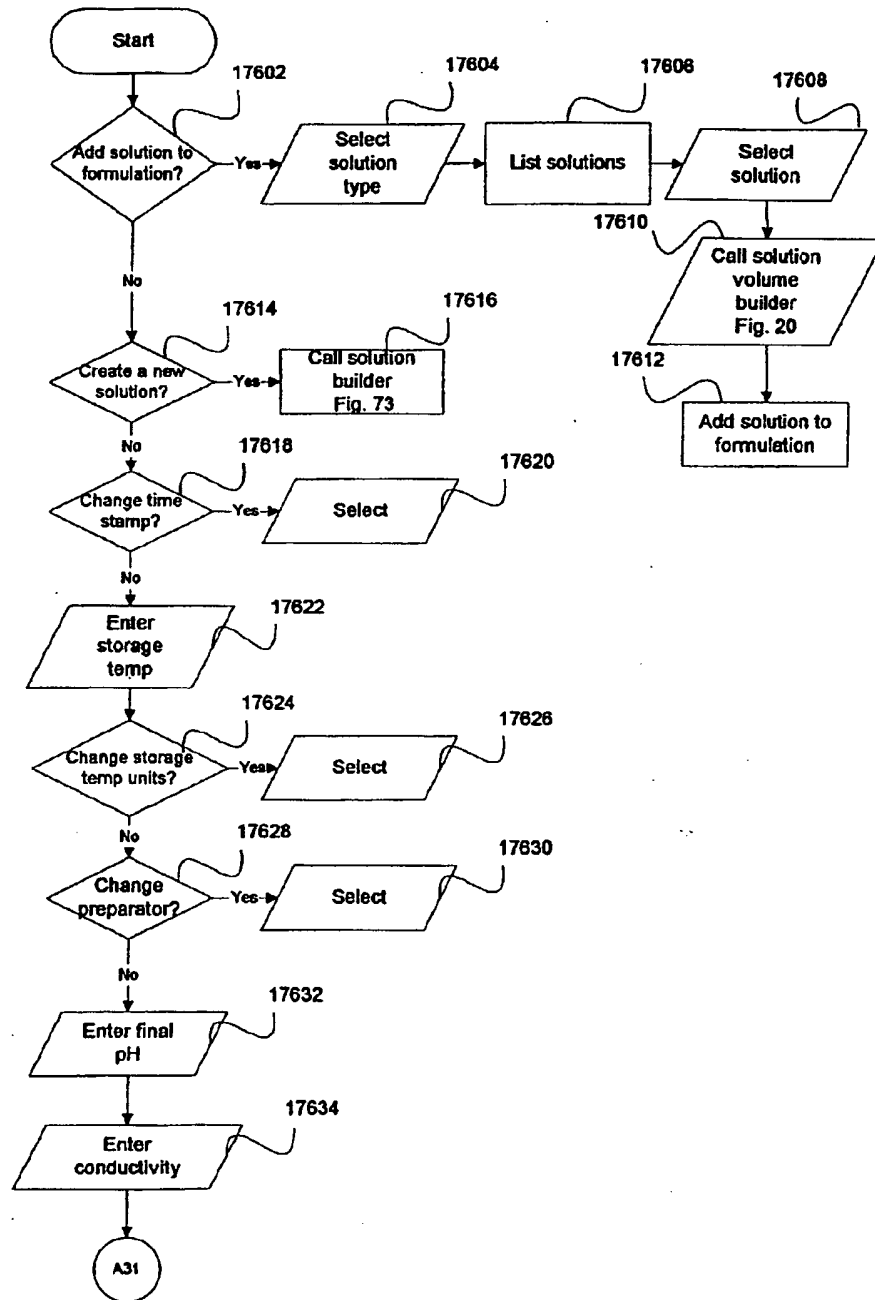 Start
17602
17604
17606
17608
Add solution to
formulation?
Yes
Select
solution
type
List solutions
Select
solution
17610
Call solution
volume
builder
Fig. 20
No
17614
17616
17612
Create a new
solution?
Yes
Call solution
builder
Fig. 73
Add solution to
formulation
No
17618
17620
Change time
stamp?
Yes
Select
No
17622
Enter
storage
temp
17624
17626
Change storage
temp units?
Yes
Select
No
17628
17630
Change
preparator?
Yes
Select
No
17632
Enter final
pH
17634
Enter
conductivity
A31